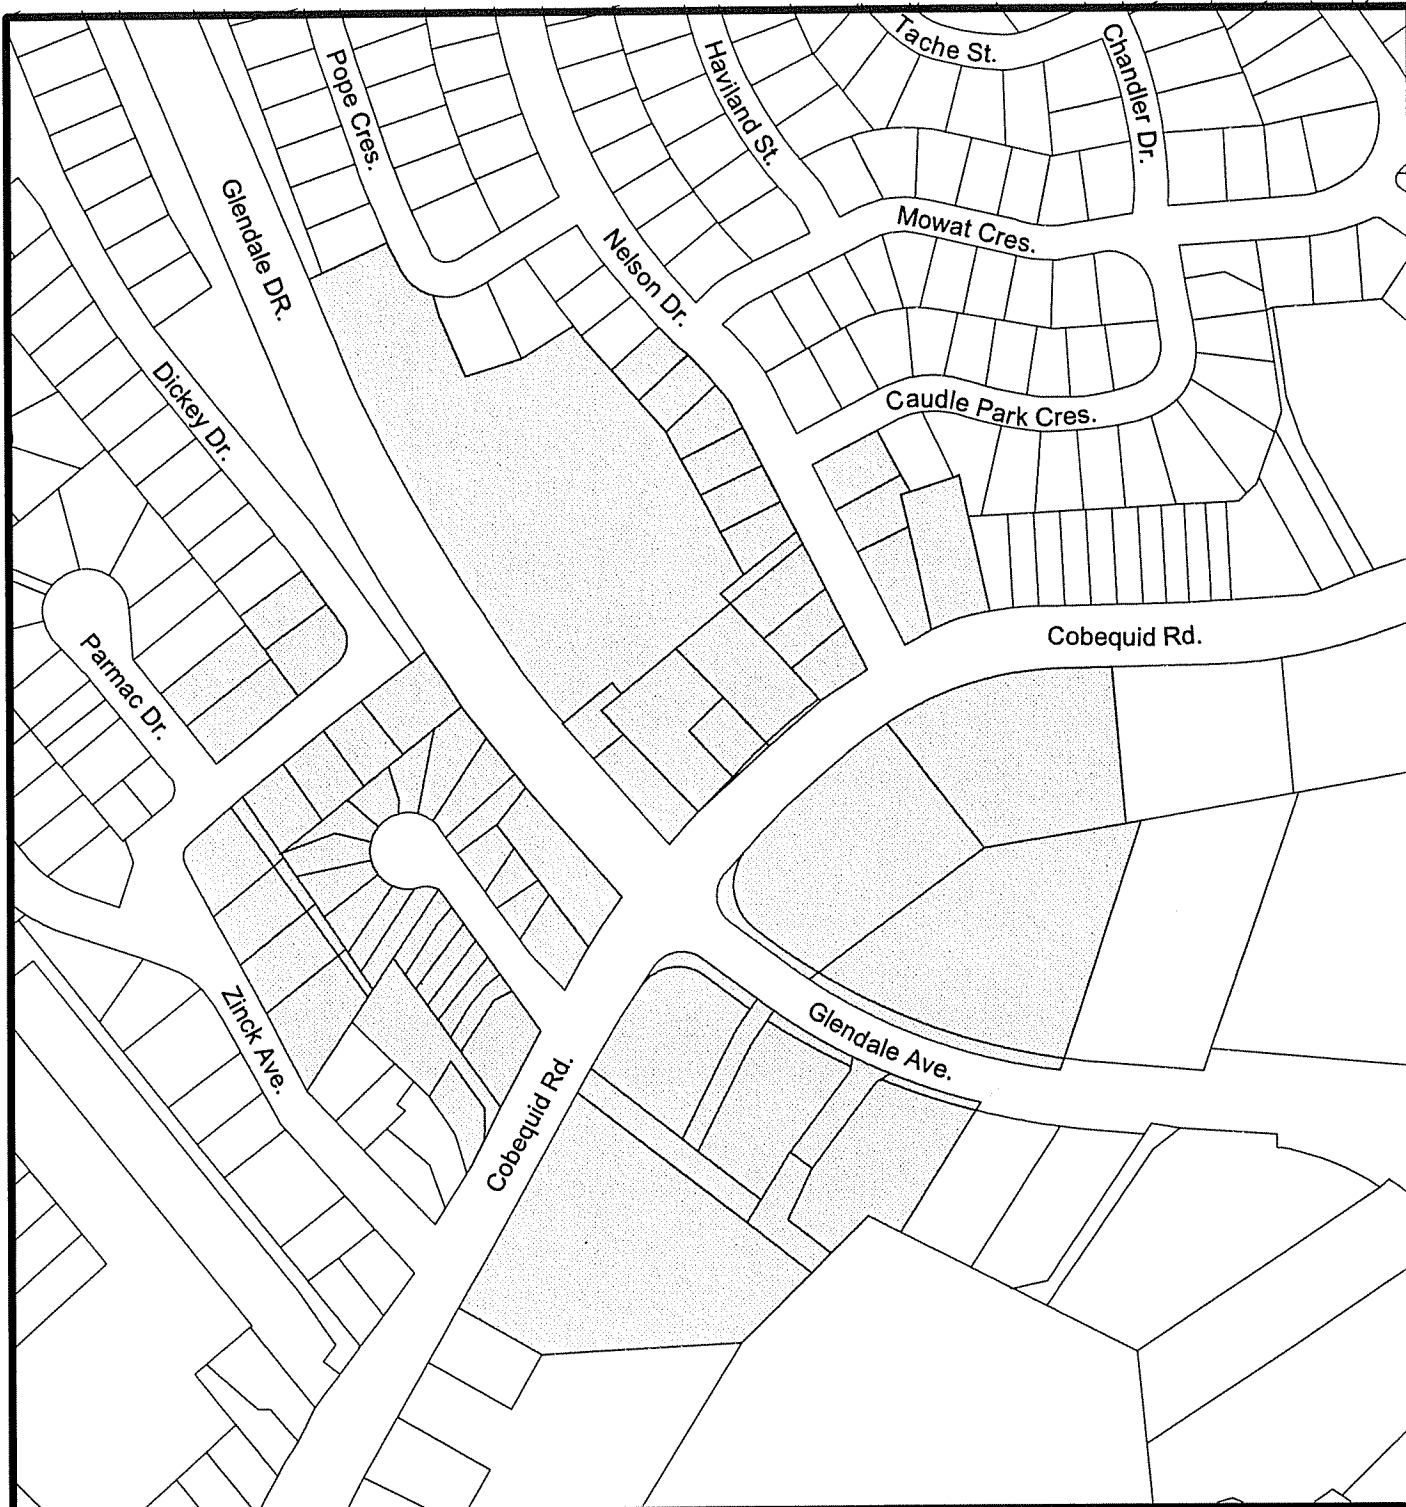 Tache St.
Chandler Dr.
Pope Cres.
Haviland St.
Glendale DR.
Mowat Cres.
Nelson Dr.
Dickey Dr.
Caudle Park Cres.
Cobequid Rd.
Parmac Dr.
Zinck Ave.
Glendale Ave.
Cobequid Rd.